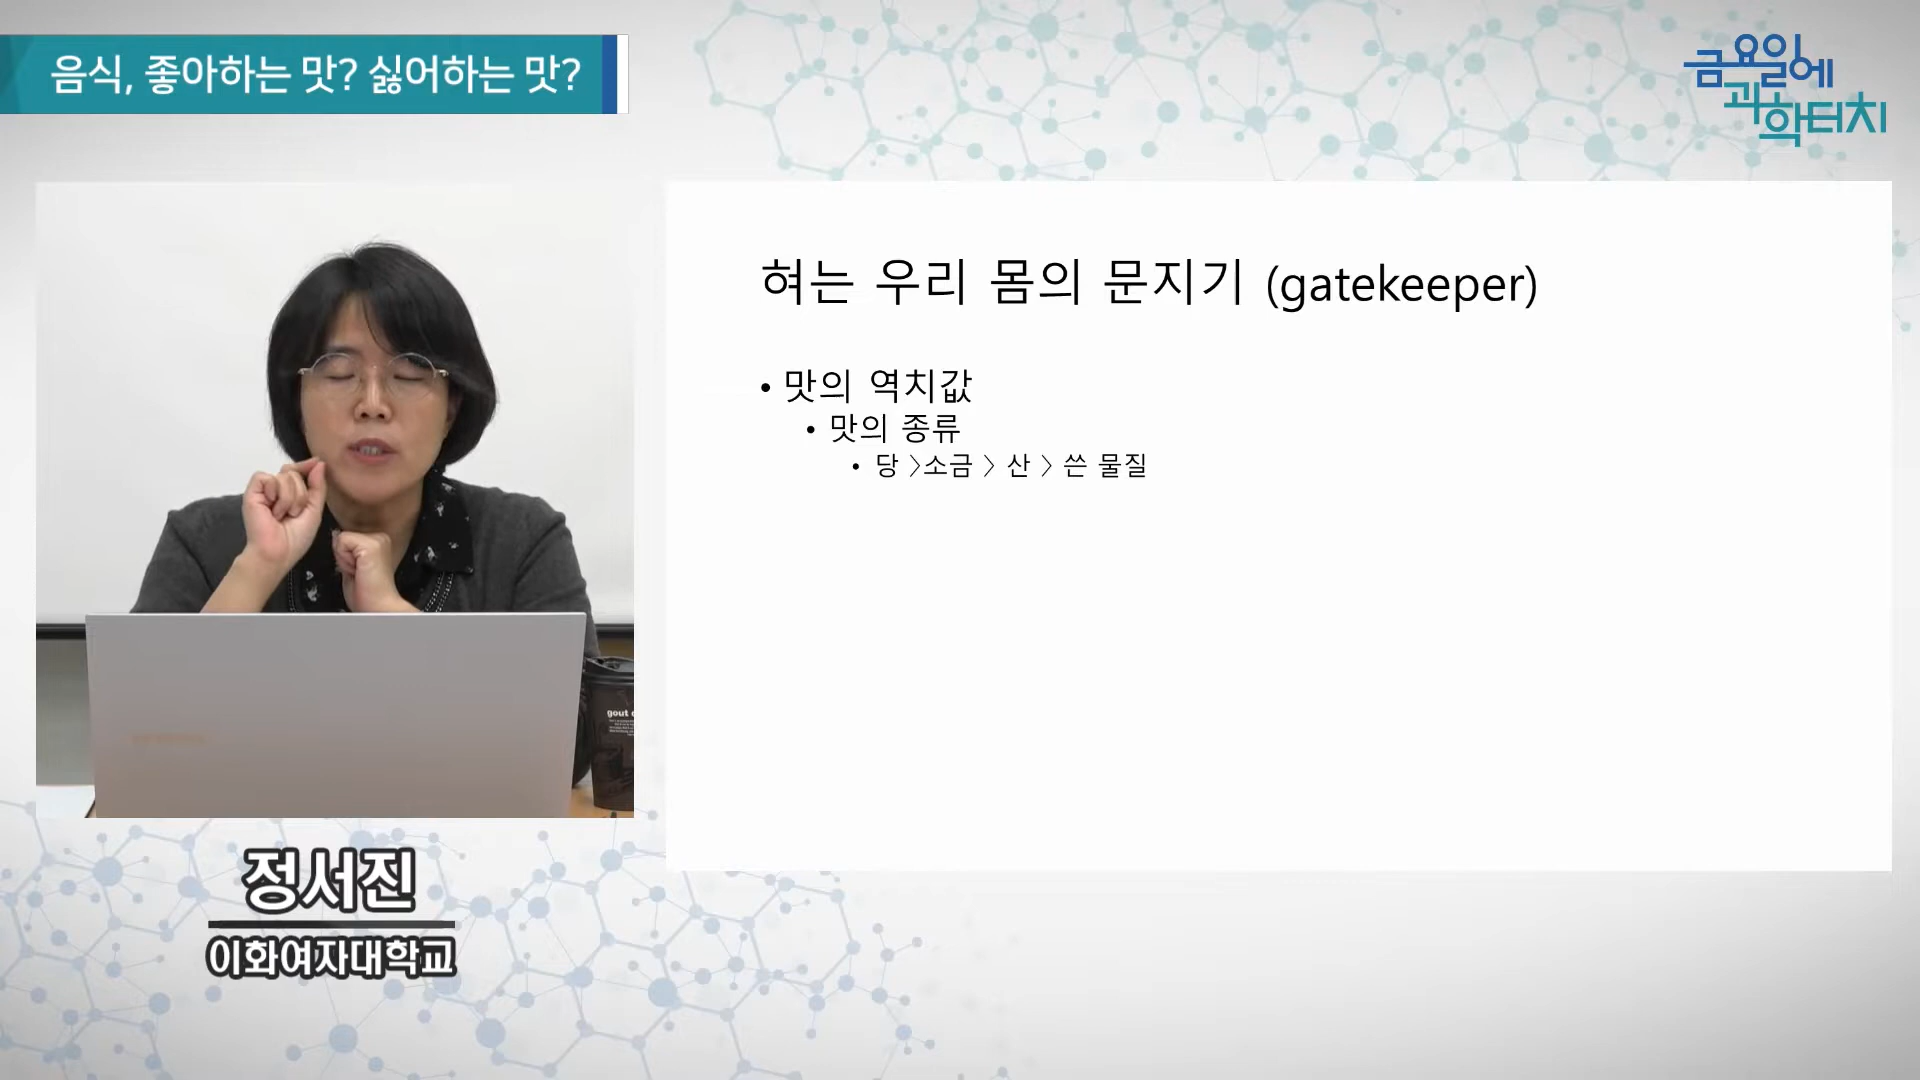 음식, 좋아하는 맛? 싫어하는 맛?
금요일에
과학터치
혀는 우리 몸의 문지기 (gatekeeper)
• 맛의 역치값
• 맛의 종류
• 당 >소금 > 산 > 쓴 물질
gout
정서진
이화여자대학교